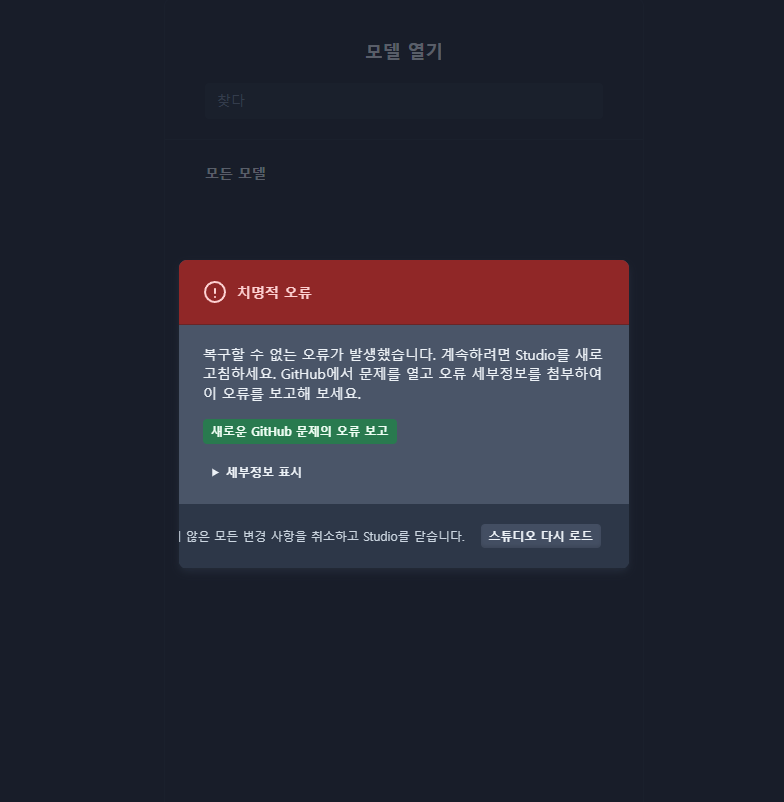 모델 열기
찾다
모든 모델
치명적 오류
복구할 수 없는 오류가 발생했습니다. 계속하려면 Studio를 새로
고침하세요. GitHub에서 문제를 열고 오류 세부정보를 첨부하여
이 오류를 보고해 보세요.
새로운 GitHub 문제의 오류 보고
▶ 세부정보 표시
않은 모든 변경 사항을 취소하고 Studio를 닫습니다.
스튜디오 다시 로드